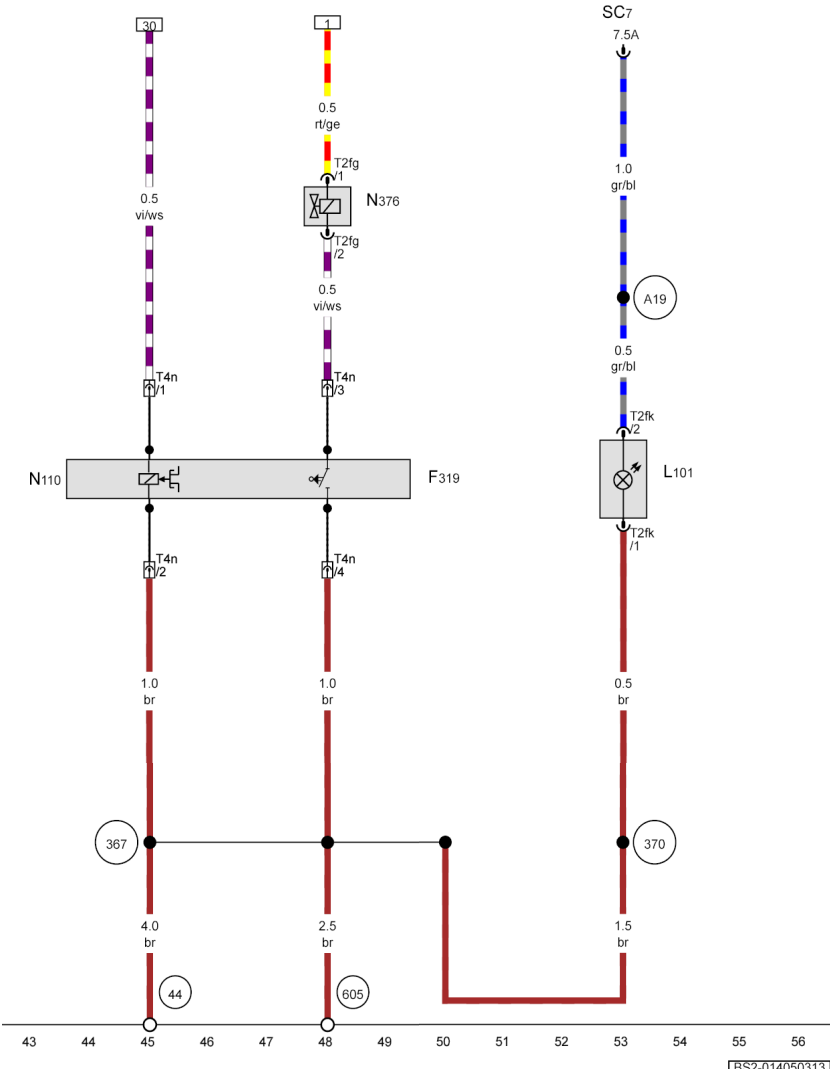 SC7
7.5A
30
1
0.5
rt/ge
T2fg
/1
N376
1.0
gr/bl
0.5
vi/ws
T2fg
/2
0.5
vi/ws
A19
0.5
gr/bl
T4n
/1
T4n
/3
T2fk
/2
N110
F319
L101
T2fk
/1
T4n
/2
T4n
/4
1.0
br
1.0
br
0.5
br
367
370
4.0
br
2.5
br
1.5
br
44
605
43 44 45 46 47 48 49 50 51 52 53 54 55 56
BS2-014050313